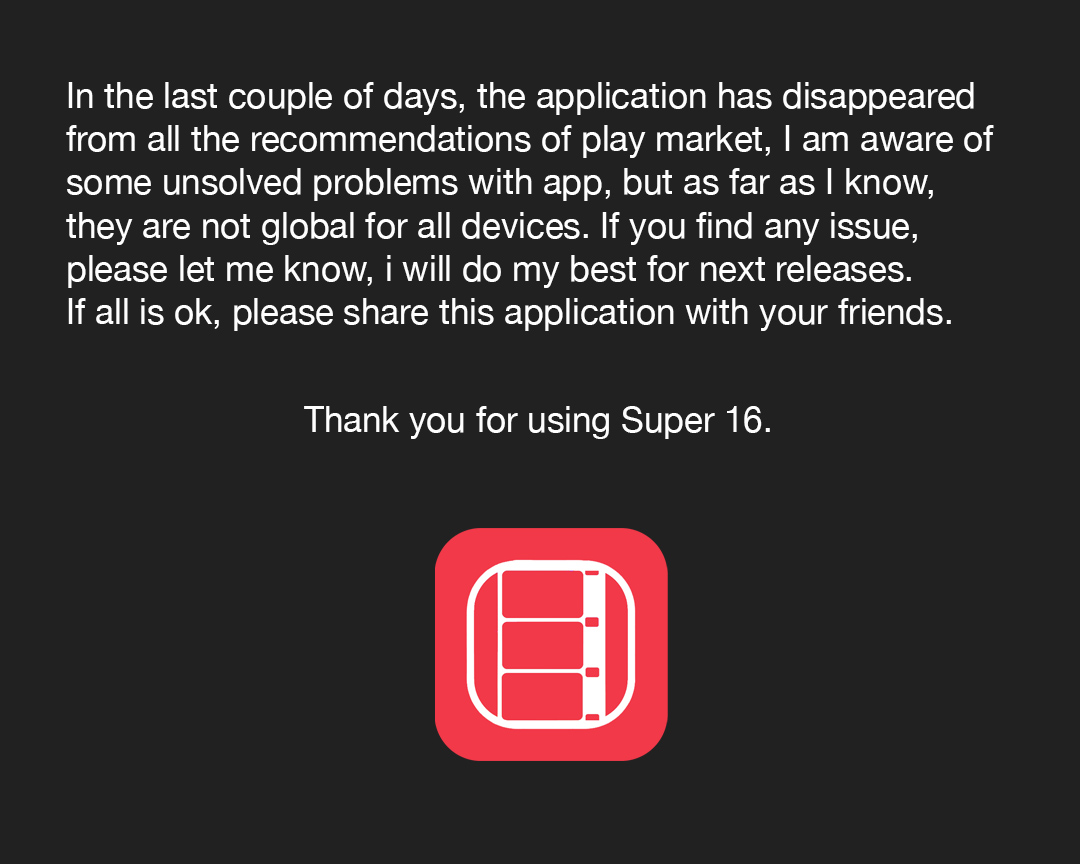 In the last couple of days, the application has disappeared
from all the recommendations of play market, I am aware of
some unsolved problems with app, but as far as I know,
they are not global for all devices. If you find any issue,
please let me know, i will do my best for next releases.
If all is ok, please share this application with your friends.
Thank you for using Super 16.